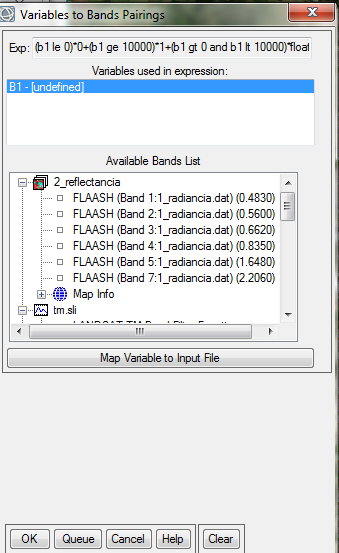 Variables to Bands Pairings
Exp: (b1 le 0)*0+(b1 ge 10000)*1+(b1 gt 0 and b1 lt 10000)*float
Variables used in expression:
B1 - [undefined]
Available Bands List
2_reflectancia
FLAASH (Band 1:1_radiancia.dat) (0.4830)
FLAASH (Band 2:1_radiancia.dat) (0.5600)
FLAASH (Band 3:1_radiancia.dat) (0.6620)
FLAASH (Band 4:1_radiancia.dat) (0.8350)
FLAASH (Band 5:1_radiancia.dat) (1.6480)
FLAASH (Band 7:1_radiancia.dat) (2.2060)
Map Info
tm.sli
Map Variable to Input File
OK Queue Cancel Help Clear